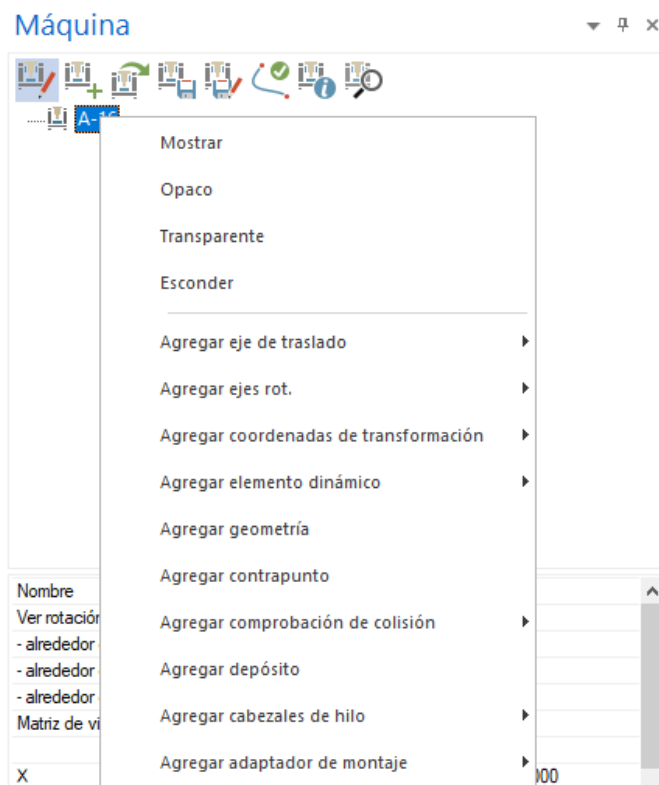 Máquina
A-16
Mostrar
Opaco
Transparente
Esconder
Agregar eje de traslado
Agregar ejes rot.
Agregar coordenadas de transformación
Agregar elemento dinámico
Agregar geometría
Agregar contrapunto
Agregar comprobación de colisión
Agregar depósito
Agregar cabezales de hilo
Agregar adaptador de montaje
Nombre
Ver rotación
- alrededor
- alrededor
- alrededor
Matriz de vi
X
000